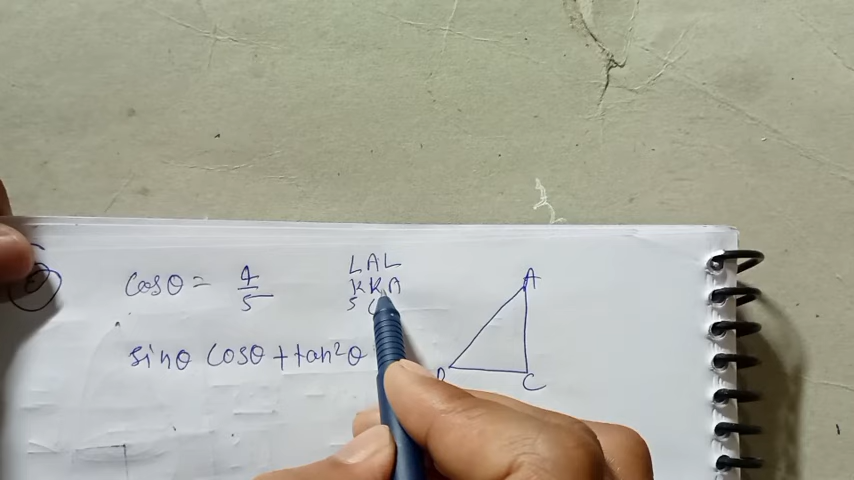 cosθ = 4/5
LAL
KKA
S
sinθ cosθ + tan²θ
A
C